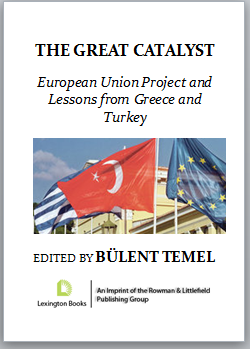 THE GREAT CATALYST
European Union Project and
Lessons from Greece and
Turkey
EDITED BY BÜLENT TEMEL
Lexington Books
An Imprint of the Rowman & Littlefield
Publishing Group